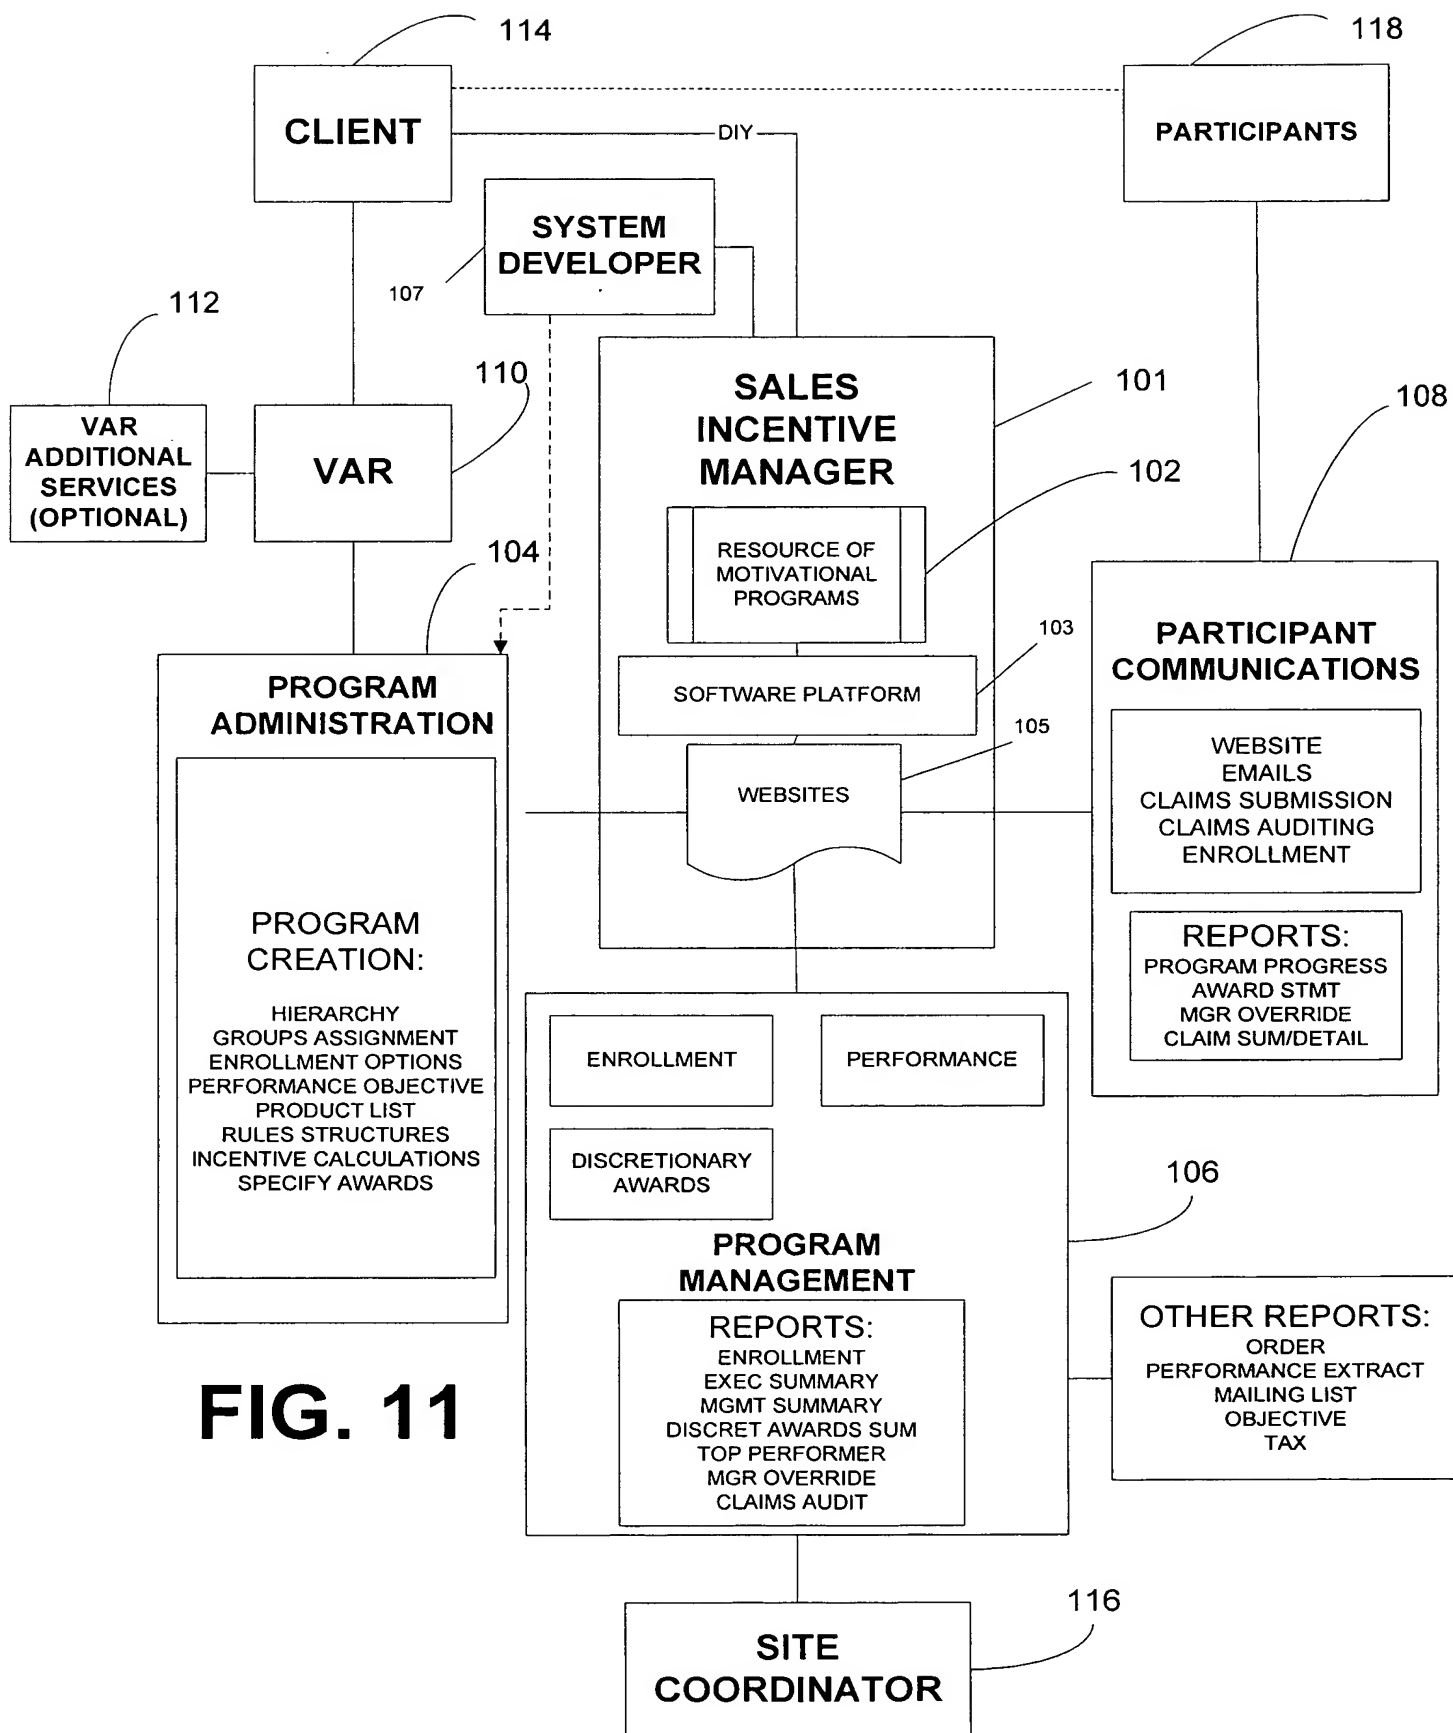 114
118
CLIENT
DIY
PARTICIPANTS
SYSTEM
DEVELOPER
107
112
110
101
108
VAR
ADDITIONAL
SERVICES
(OPTIONAL)
VAR
SALES
INCENTIVE
MANAGER
102
RESOURCE OF
MOTIVATIONAL
PROGRAMS
104
103
SOFTWARE PLATFORM
105
WEBSITES
PROGRAM
ADMINISTRATION
PROGRAM
CREATION:
HIERARCHY
GROUPS ASSIGNMENT
ENROLLMENT OPTIONS
PERFORMANCE OBJECTIVE
PRODUCT LIST
RULES STRUCTURES
INCENTIVE CALCULATIONS
SPECIFY AWARDS
PARTICIPANT
COMMUNICATIONS
WEBSITE
EMAILS
CLAIMS SUBMISSION
CLAIMS AUDITING
ENROLLMENT
REPORTS:
PROGRAM PROGRESS
AWARD STMT
MGR OVERRIDE
CLAIM SUM/DETAIL
ENROLLMENT
PERFORMANCE
DISCRETIONARY
AWARDS
106
PROGRAM
MANAGEMENT
REPORTS:
ENROLLMENT
EXEC SUMMARY
MGMT SUMMARY
DISCRET AWARDS SUM
TOP PERFORMER
MGR OVERRIDE
CLAIMS AUDIT
OTHER REPORTS:
ORDER
PERFORMANCE EXTRACT
MAILING LIST
OBJECTIVE
TAX
FIG. 11
116
SITE
COORDINATOR